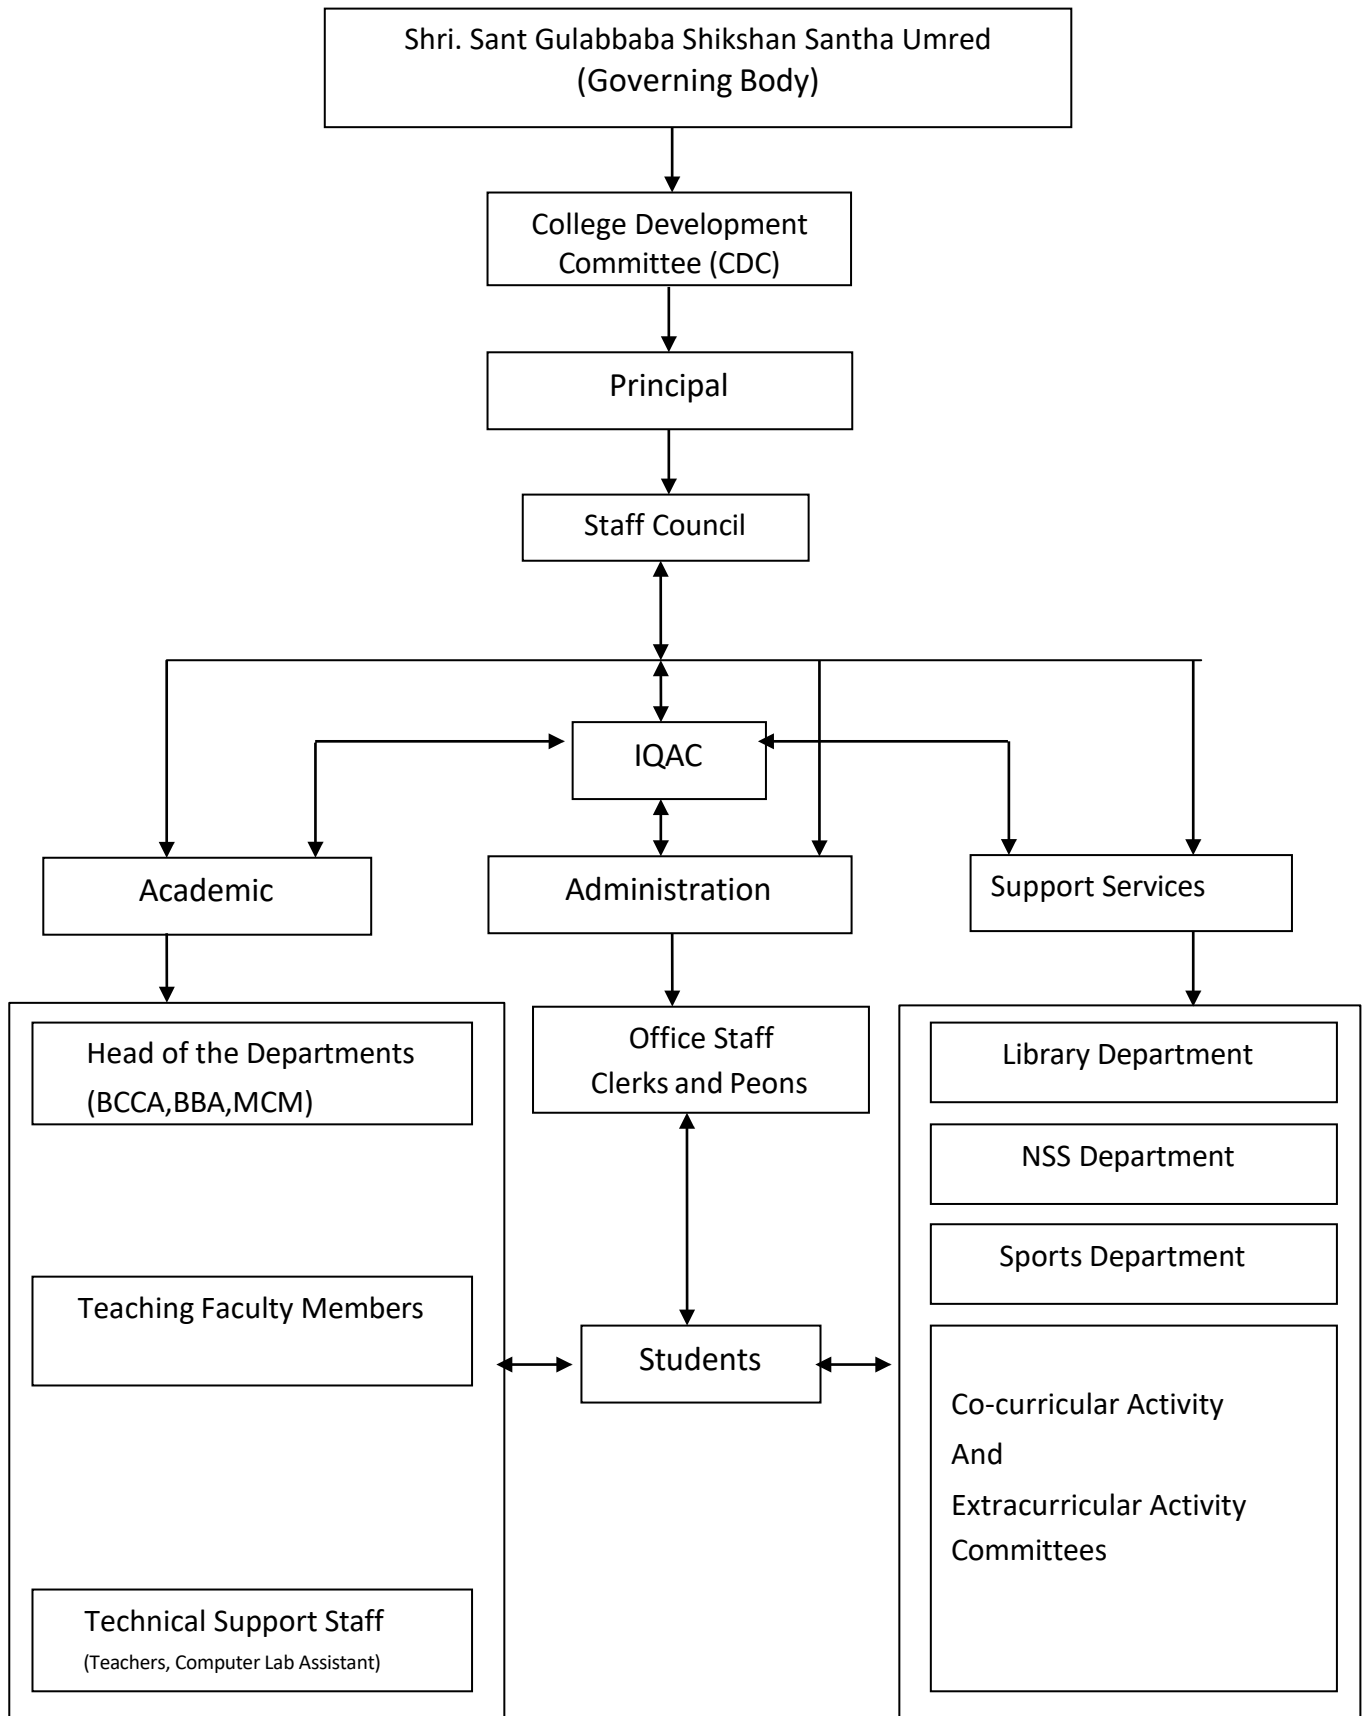 Shri. Sant Gulabbaba Shikshan Santha Umred
(Governing Body)
College Development
Committee (CDC)
Principal
Staff Council
IQAC
Academic
Administration
Support Services
Head of the Departments
(BCCA,BBA,MCM)
Teaching Faculty Members
Technical Support Staff
(Teachers, Computer Lab Assistant)
Office Staff
Clerks and Peons
Students
Library Department
NSS Department
Sports Department
Co-curricular Activity
And
Extracurricular Activity
Committees